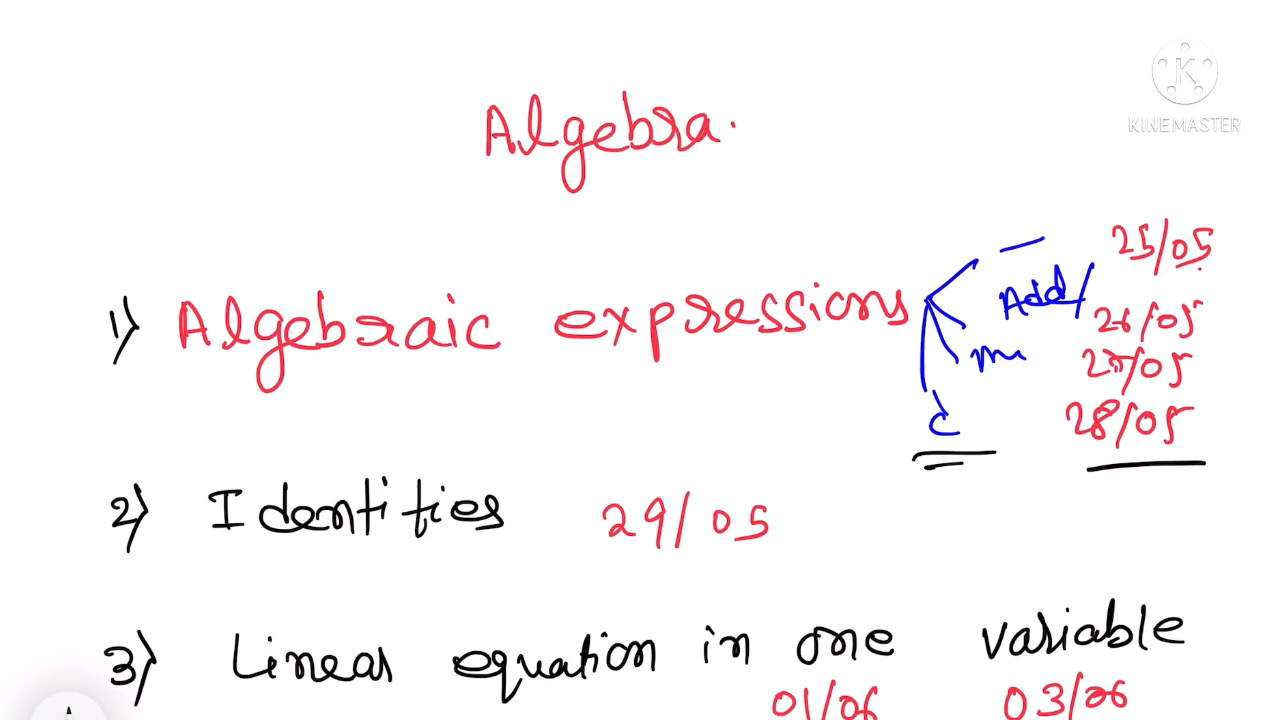 KINEMASTER
Algebra.
25/05
1) Algebraic expressions
Add/ 26/05
27/05
28/05
2) Identities 29/05
3) Linear equation in one variable
01/06 03/06